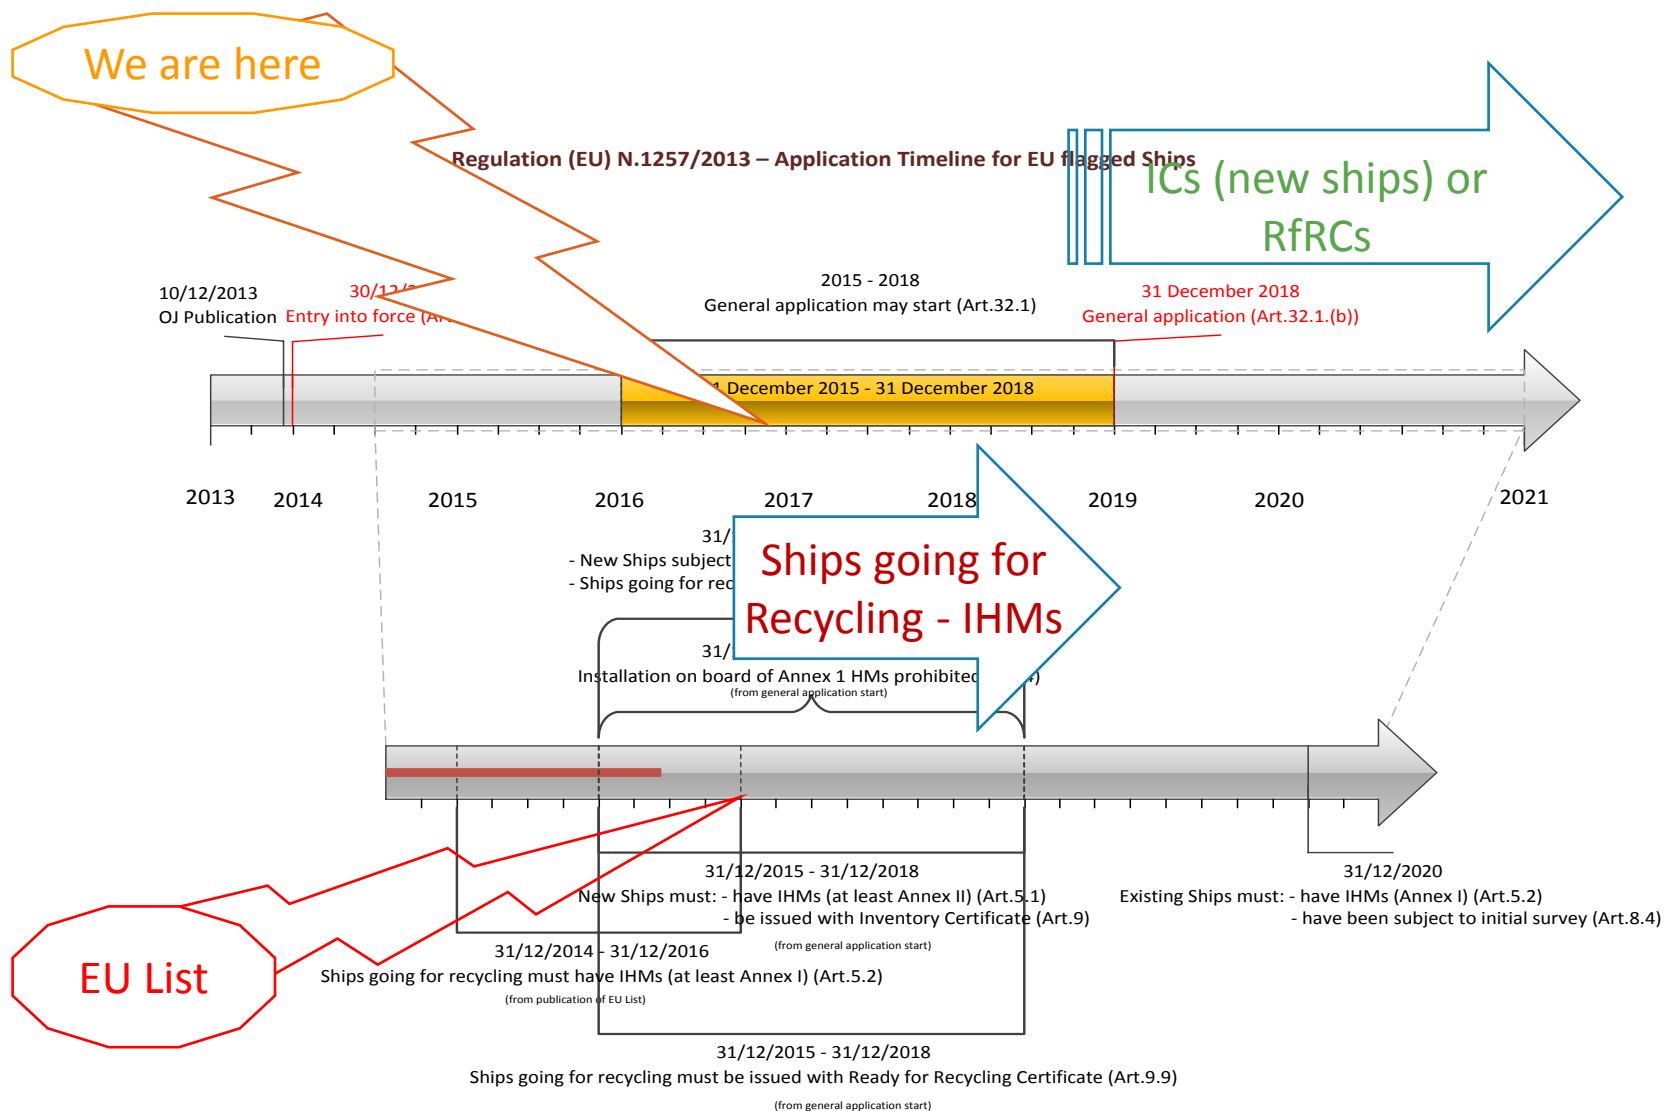 We are here
Regulation (EU) N.1257/2013 – Application Timeline for EU flagged Ships
ICs (new ships) or
RfRCs
10/12/2013
OJ Publication
30/12/
Entry into force
2015 - 2018
General application may start (Art.32.1)
31 December 2018
General application (Art.32.1.(b))
December 2015 - 31 December 2018
2013 2014 2015 2016 2017 2018 2019 2020 2021
31/
- New Ships subject
- Ships going for rec
Ships going for
Recycling - IHMs
31/
Installation on board of Annex 1 HMs prohibited
(from general application start)
31/12/2015 - 31/12/2018
New Ships must: - have IHMs (at least Annex II) (Art.5.1)
- be issued with Inventory Certificate (Art.9)
(from general application start)
31/12/2020
Existing Ships must: - have IHMs (Annex I) (Art.5.2)
- have been subject to initial survey (Art.8.4)
31/12/2014 - 31/12/2016
Ships going for recycling must have IHMs (at least Annex I) (Art.5.2)
(from publication of EU List)
EU List
31/12/2015 - 31/12/2018
Ships going for recycling must be issued with Ready for Recycling Certificate (Art.9.9)
(from general application start)